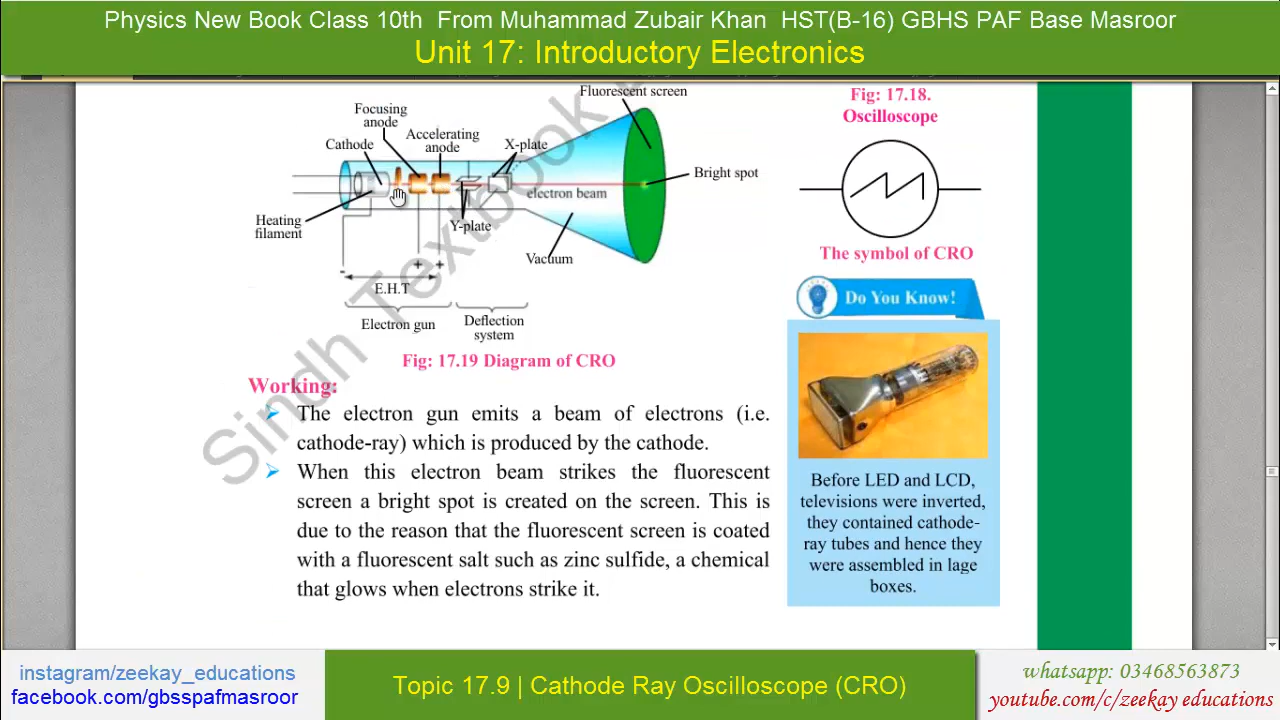 Physics New Book Class 10th From Muhammad Zubair Khan HST(B-16) GBHS PAF Base Masroor
Unit 17: Introductory Electronics
Fluorescent screen
Focusing
anode
Accelerating
anode
Cathode
X-plate
Bright spot
electron beam
Heating
filament
Y-plate
Vacuum
-
+ +
E.H.T
Electron gun
Deflection
system
Fig: 17.19 Diagram of CRO
Fig: 17.18.
Oscilloscope
The symbol of CRO
Do You Know!
Before LED and LCD,
televisions were inverted,
they contained cathode-
ray tubes and hence they
were assembled in lage
boxes.
Working:
The electron gun emits a beam of electrons (i.e.
cathode-ray) which is produced by the cathode.
When this electron beam strikes the fluorescent
screen a bright spot is created on the screen. This is
due to the reason that the fluorescent screen is coated
with a fluorescent salt such as zinc sulfide, a chemical
that glows when electrons strike it.
Sindh Textbook
instagram/zeekay_educations
facebook.com/gbsspafmasroor
Topic 17.9 | Cathode Ray Oscilloscope (CRO)
whatsapp: 03468563873
youtube.com/c/zeekay educations